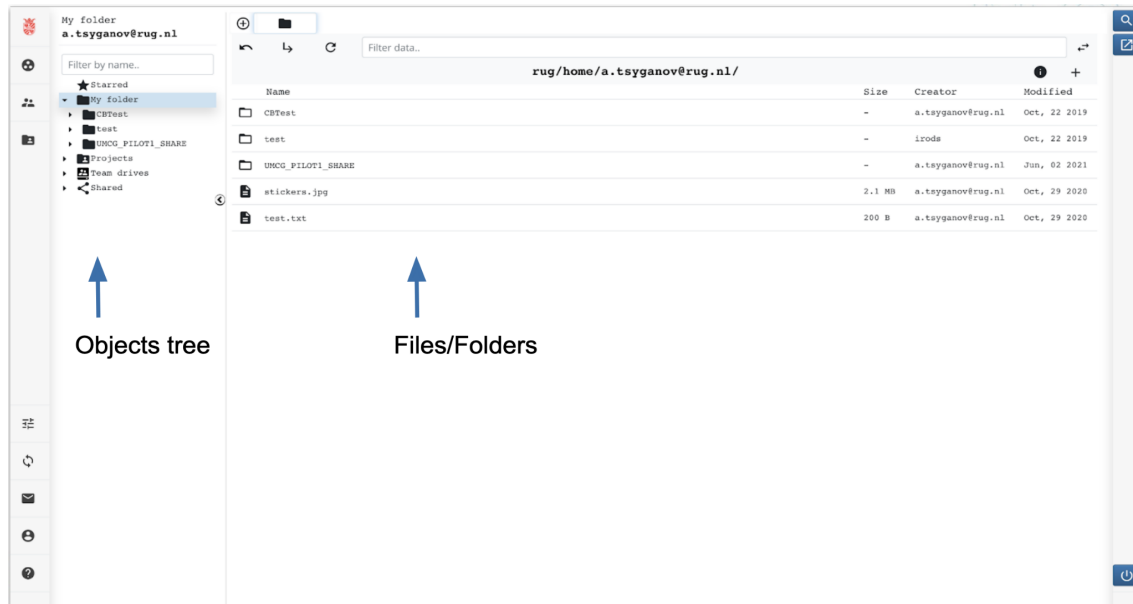 My folder
a.tsyganov@rug.nl
Filter by name..
Starred
My folder
CBTest
test
UMCG_PILOT1_SHARE
Projects
Team drives
Shared
Filter data..
rug/home/a.tsyganov@rug.nl/
Name Size Creator Modified
CBTest – a.tsyganov@rug.nl Oct, 22 2019
test – irods Oct, 22 2019
UMCG_PILOT1_SHARE – a.tsyganov@rug.nl Jun, 02 2021
stickers.jpg 2.1 MB a.tsyganov@rug.nl Oct, 29 2020
test.txt 200 B a.tsyganov@rug.nl Oct, 29 2020
Objects tree
Files/Folders